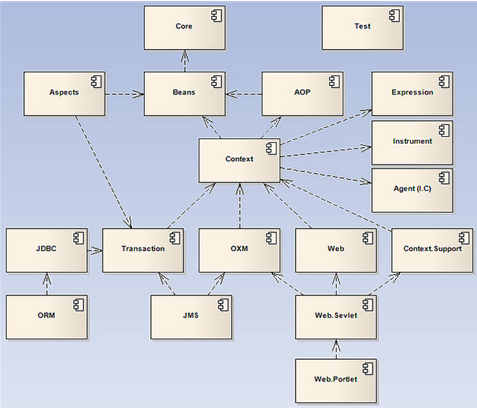 Core
Test
Aspects
Beans
AOP
Expression
Context
Instrument
Agent (I.C)
JDBC
Transaction
OXM
Web
Context.Support
ORM
JMS
Web.Sevlet
Web.Portlet